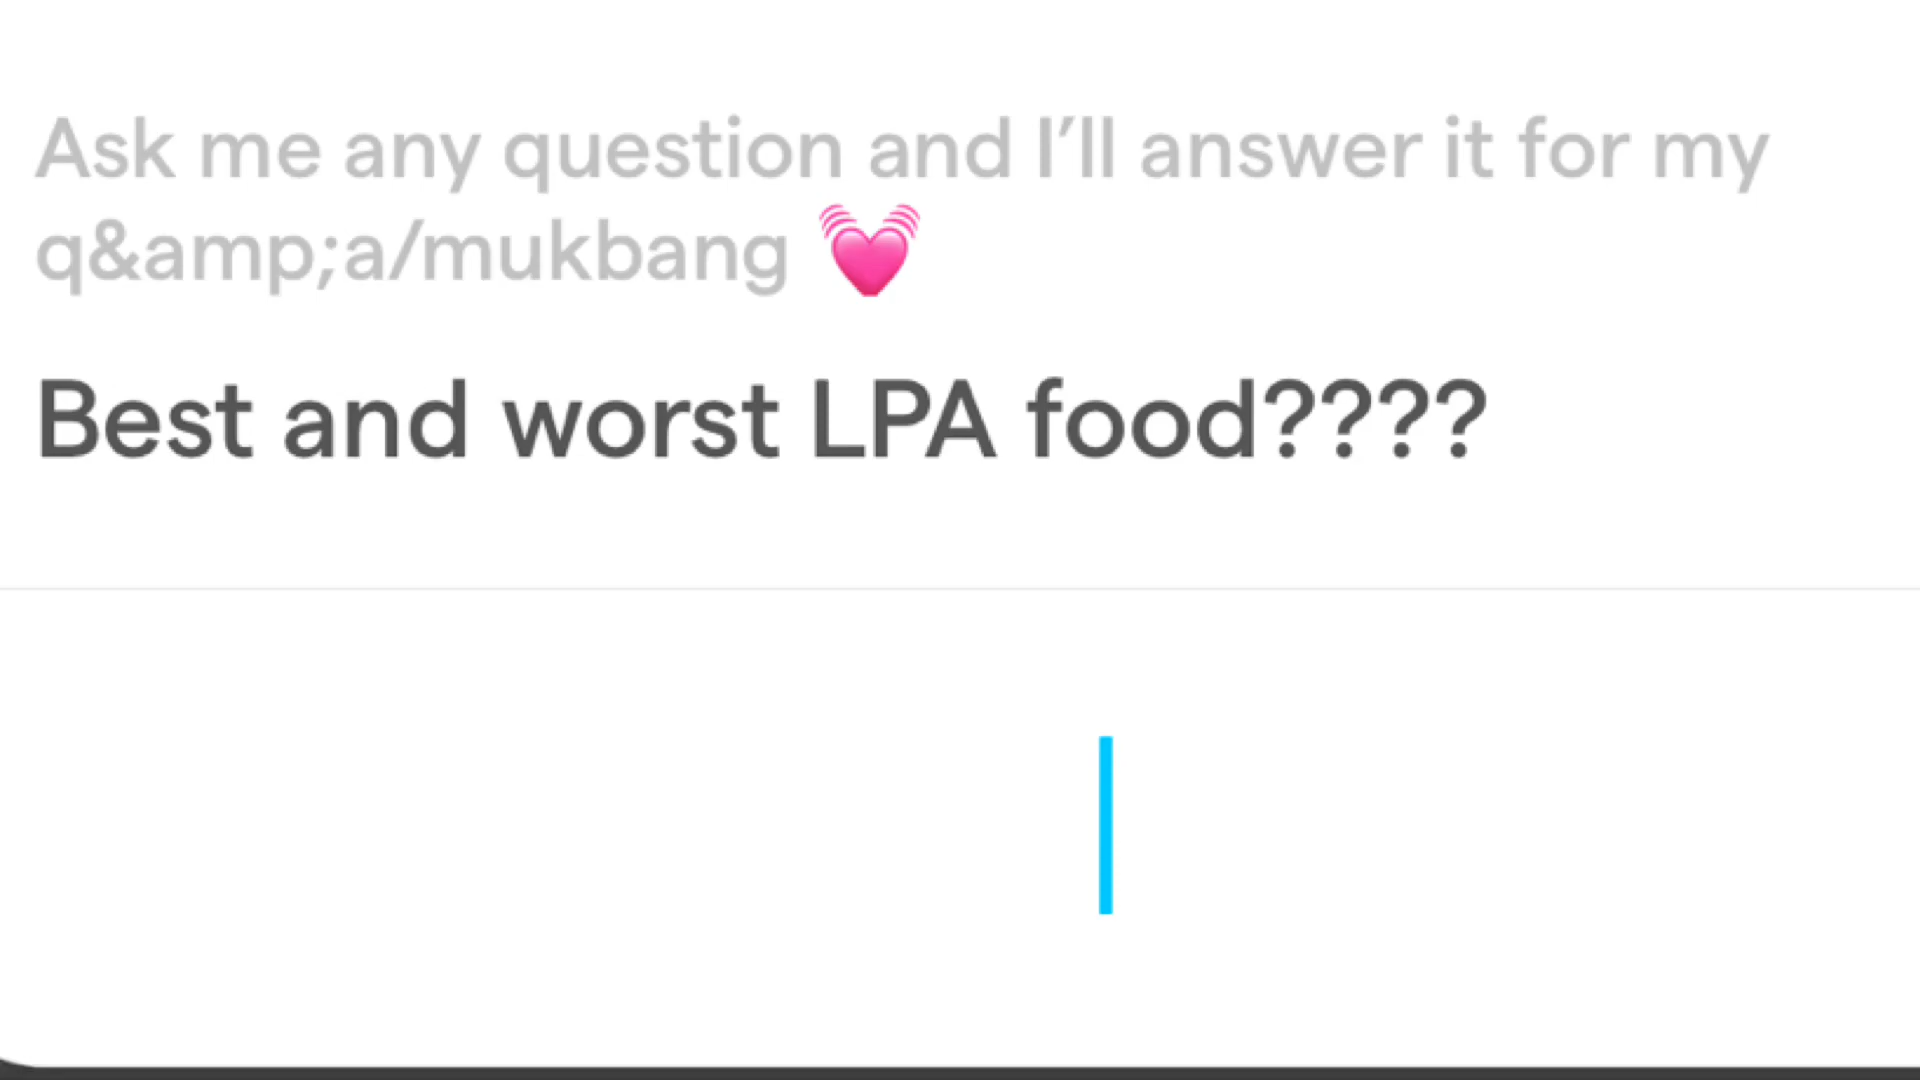 Ask me any question and I’ll answer it for my
q&amp;a/mukbang 💓
Best and worst LPA food????